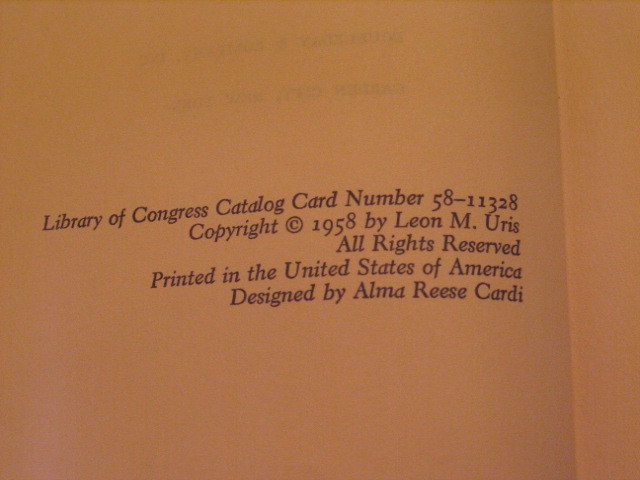 Library of Congress Catalog Card Number 58–11328
Copyright © 1958 by Leon M. Uris
All Rights Reserved
Printed in the United States of America
Designed by Alma Reese Cardi